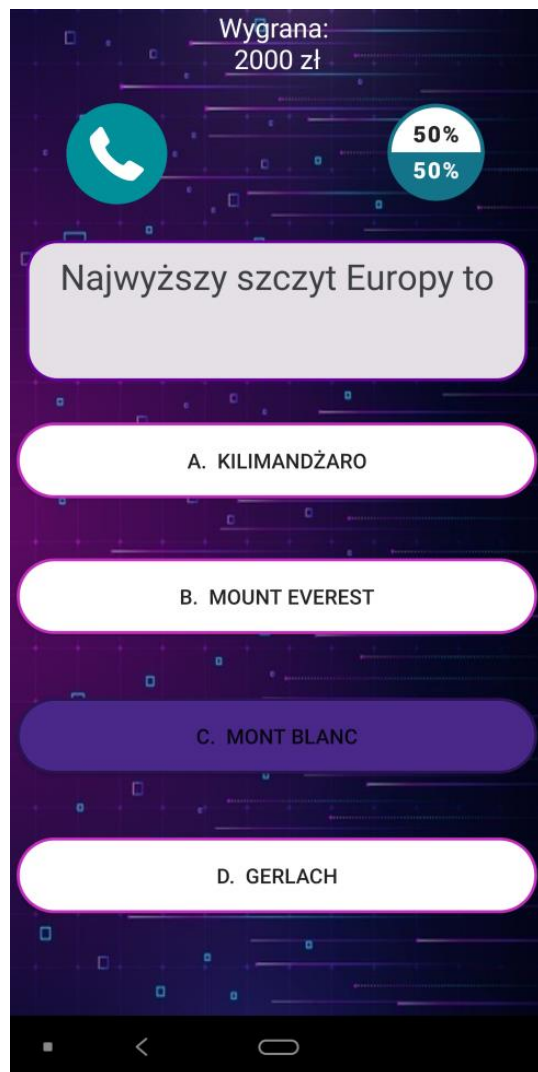 Wygrana:
2000 zł
50%
50%
Najwyższy szczyt Europy to
A. KILIMANDŻARO
B. MOUNT EVEREST
C. MONT BLANC
D. GERLACH